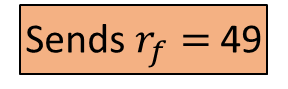 Sends r_f = 49